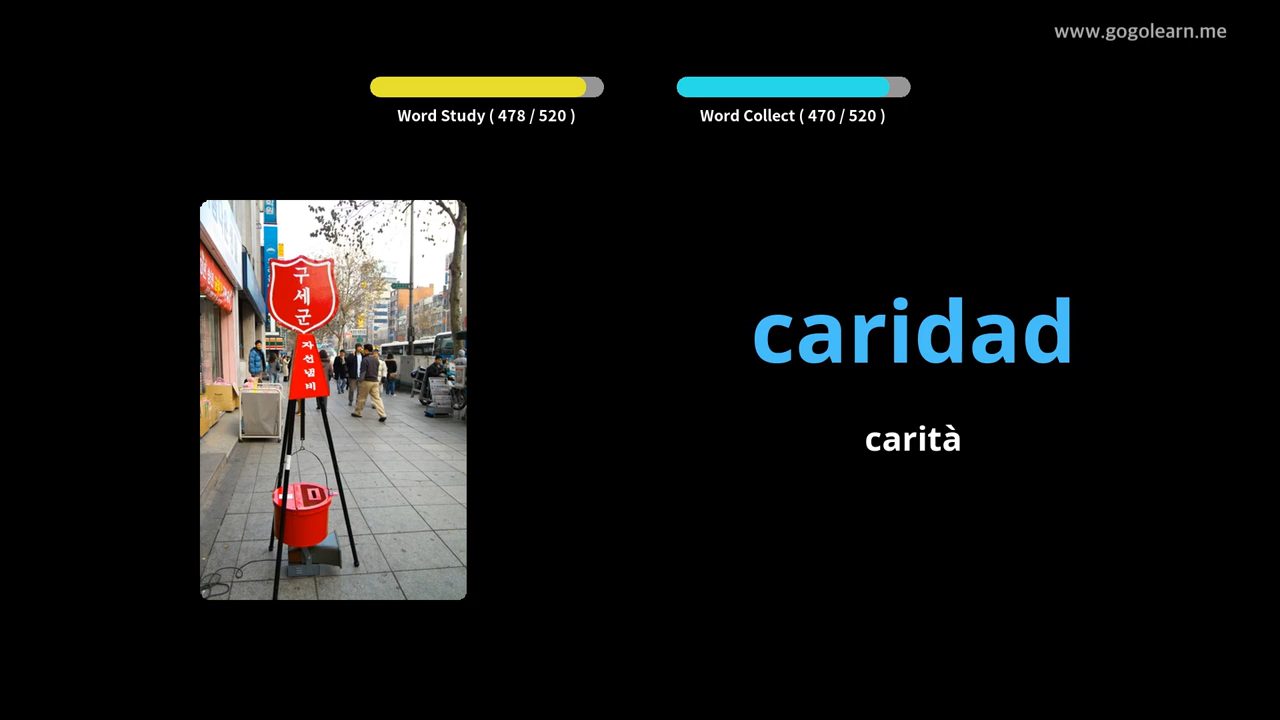 www.gogolearn.me
Word Study ( 478 / 520 )
Word Collect ( 470 / 520 )
구세군
자선냄비
caridad
carità